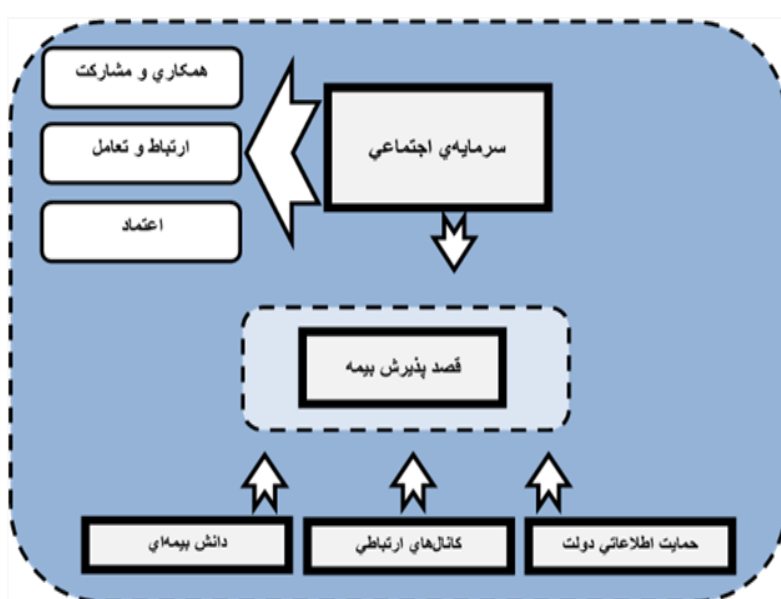 همكاري و مشاركت
سرمايه‌ي اجتماعي
ارتباط و تعامل
اعتماد
قصد پذيرش بيمه
حمايت اطلاعاتي دولت
كانال‌هاي ارتباطي
دانش بيمه‌اي